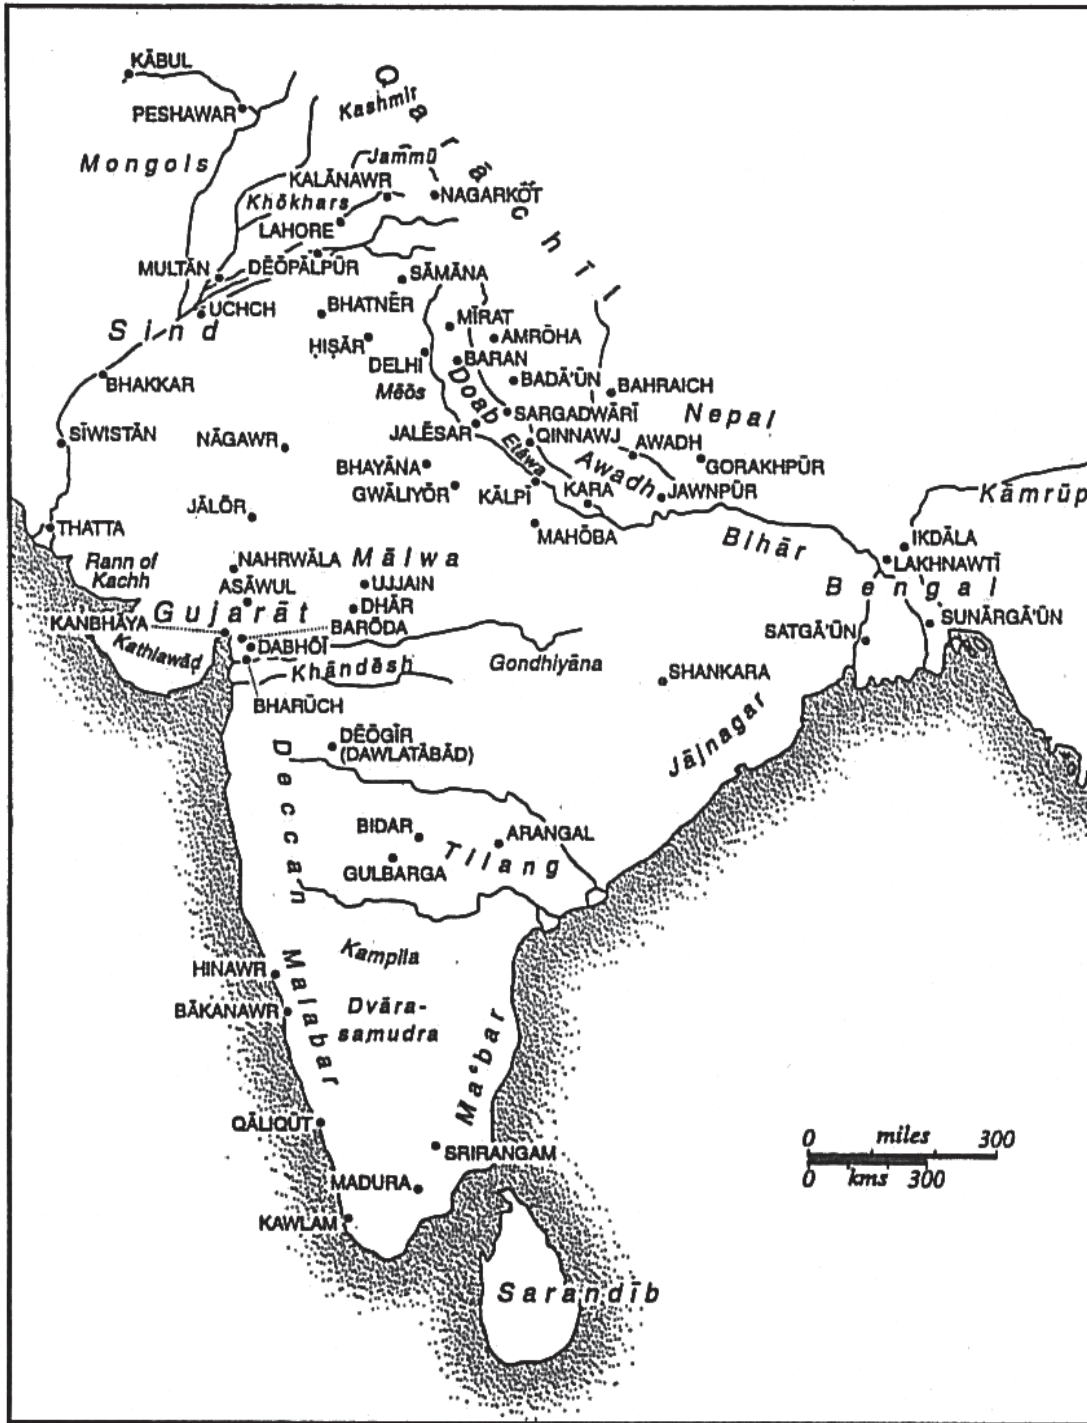 KĀBUL
PESHAWAR
Mongols
Qarāchīl
Kashmir
Jammū
KALĀNAWR
Khōkhars
NAGARKŌT
LAHORE
MULTĀN
DĒŌPĀLPŪR
SĀMĀNA
UCHCH
BHATNĒR
MĪRAT
Sind
AMRŌHA
ḤIṢĀR
DELHI
BARAN
BHAKKAR
Mēōs
Doab
BADĀ'ŪN
BAHRAICH
SARGADWĀRĪ
Nepal
SĪWISTĀN
NĀGAWR
JALĒSAR
Etāwa
QINNAWJ
AWADH
BHAYĀNA
Awadh
GORAKHPŪR
GWĀLIYŌR
KĀLPĪ
KARA
JAWNPŪR
Kāmrūp
JĀLŌR
THATTA
MAHŌBA
Bihār
IKDĀLA
Rann of
Kachh
NAHRWĀLA
Mālwa
LAKHNAWTĪ
ASĀWUL
UJJAIN
Bengal
Gujarāt
DHĀR
KANBHĀYA
BARŌDA
SATGĀ'ŪN
SUNĀRGĀ'ŪN
Kathiawād
DABHŌĪ
Khāndēsh
Gondhiyāna
SHANKARA
BHARŪCH
Jājnagar
DĒŌGĪR
(DAWLATĀBĀD)
Deccan
BIDAR
ARANGAL
Tilang
GULBARGA
Kampila
HINAWR
Malabar
BĀKANAWR
Dvāra-
samudra
Ma'bar
QĀLIQŪT
SRIRANGAM
MADURA
KAWLAM
Sarandīb
0 miles 300
0 kms 300